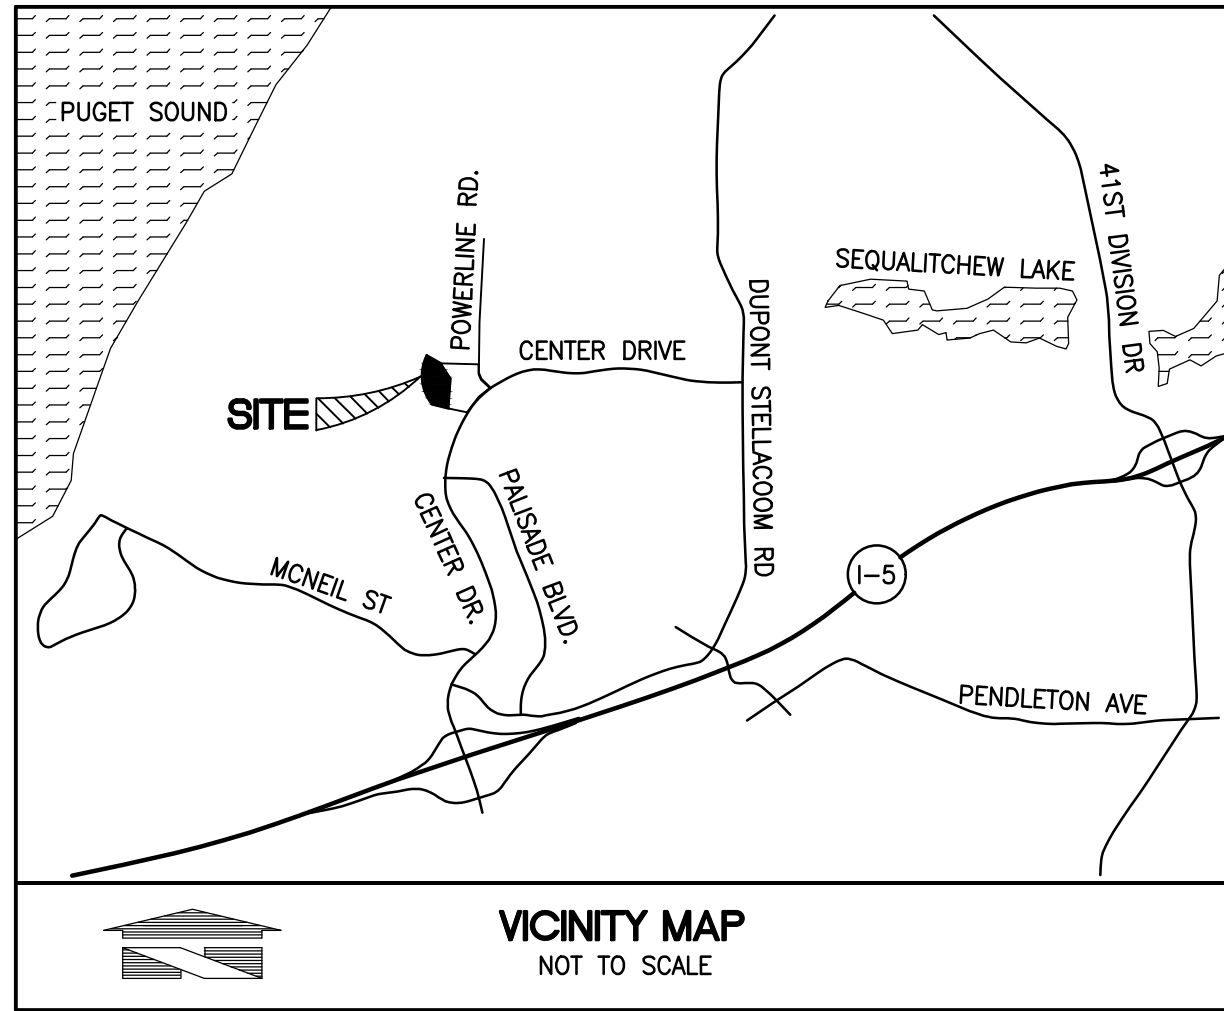 PUGET SOUND
POWERLINE RD.
41ST DIVISION DR
SEQUALITCHEW LAKE
CENTER DRIVE
DUPONT STELLACOOM RD
SITE
PALISADE BLVD.
CENTER DR.
MCNEIL ST
I-5
PENDLETON AVE
VICINITY MAP
NOT TO SCALE